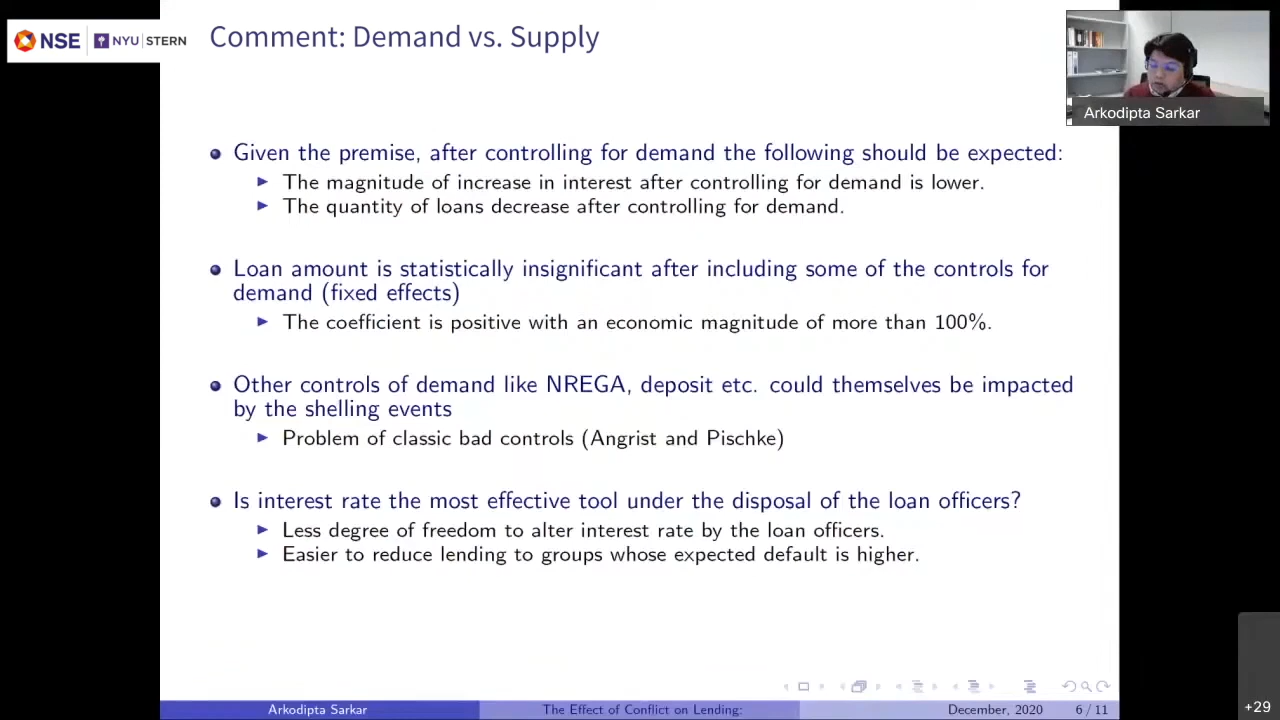 NSE NYU STERN
Comment: Demand vs. Supply
Arkodipta Sarkar
Given the premise, after controlling for demand the following should be expected:
The magnitude of increase in interest after controlling for demand is lower.
The quantity of loans decrease after controlling for demand.
Loan amount is statistically insignificant after including some of the controls for
demand (fixed effects)
The coefficient is positive with an economic magnitude of more than 100%.
Other controls of demand like NREGA, deposit etc. could themselves be impacted
by the shelling events
Problem of classic bad controls (Angrist and Pischke)
Is interest rate the most effective tool under the disposal of the loan officers?
Less degree of freedom to alter interest rate by the loan officers.
Easier to reduce lending to groups whose expected default is higher.
Arkodipta Sarkar The Effect of Conflict on Lending: December, 2020 6 / 11
+29